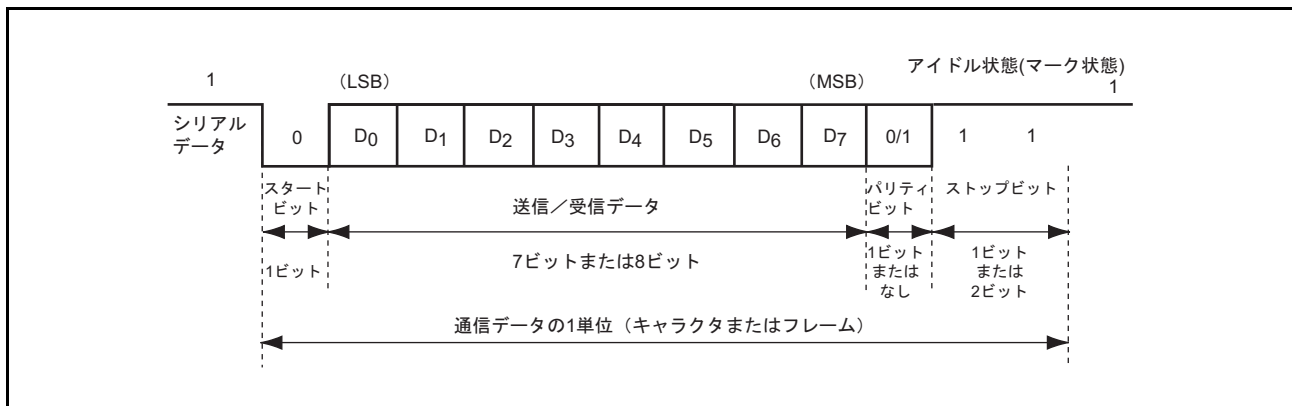 アイドル状態(マーク状態)
1
(LSB)
(MSB)
1
シリアル
データ
0
D0
D1
D2
D3
D4
D5
D6
D7
0/1
1
1
スタート
ビット
送信／受信データ
パリティ
ビット
ストップビット
1ビット
7ビットまたは8ビット
1ビット
または
なし
1ビット
または
2ビット
通信データの1単位（キャラクタまたはフレーム）